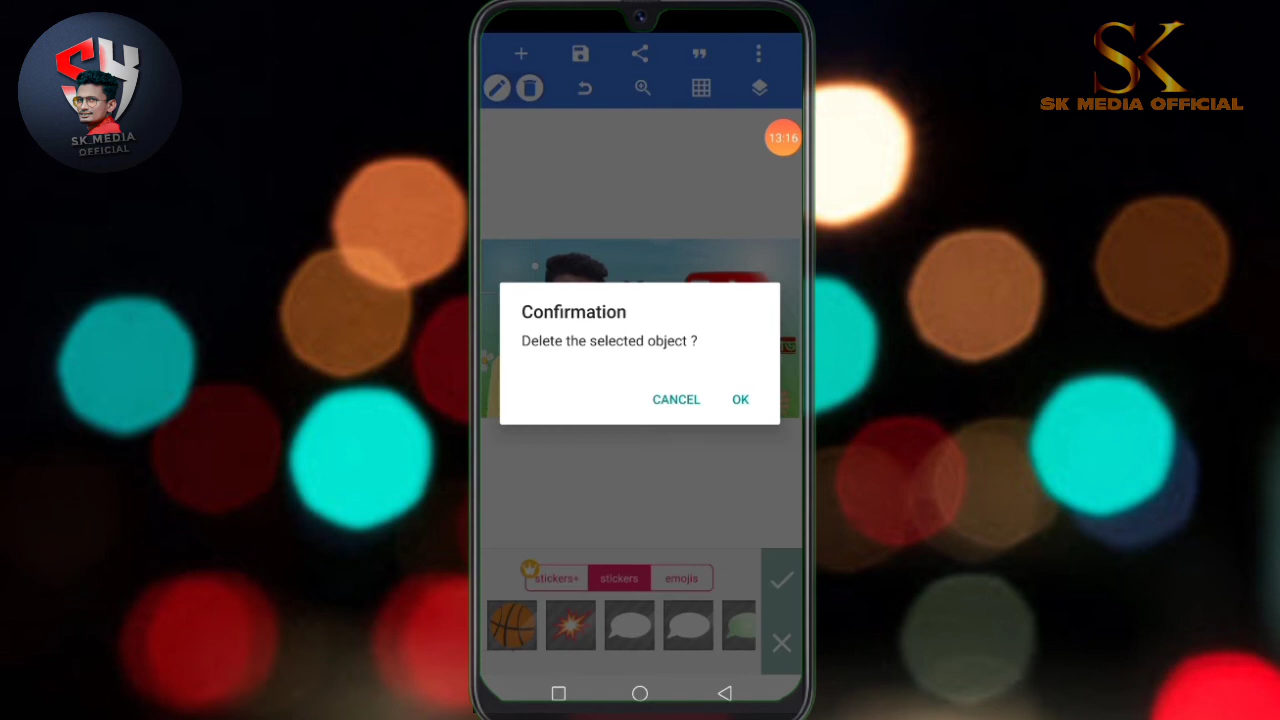 SK MEDIA
OFFICIAL
SK
SK MEDIA OFFICIAL
13:16
Confirmation
Delete the selected object ?
CANCEL OK
stickers+ stickers emojis